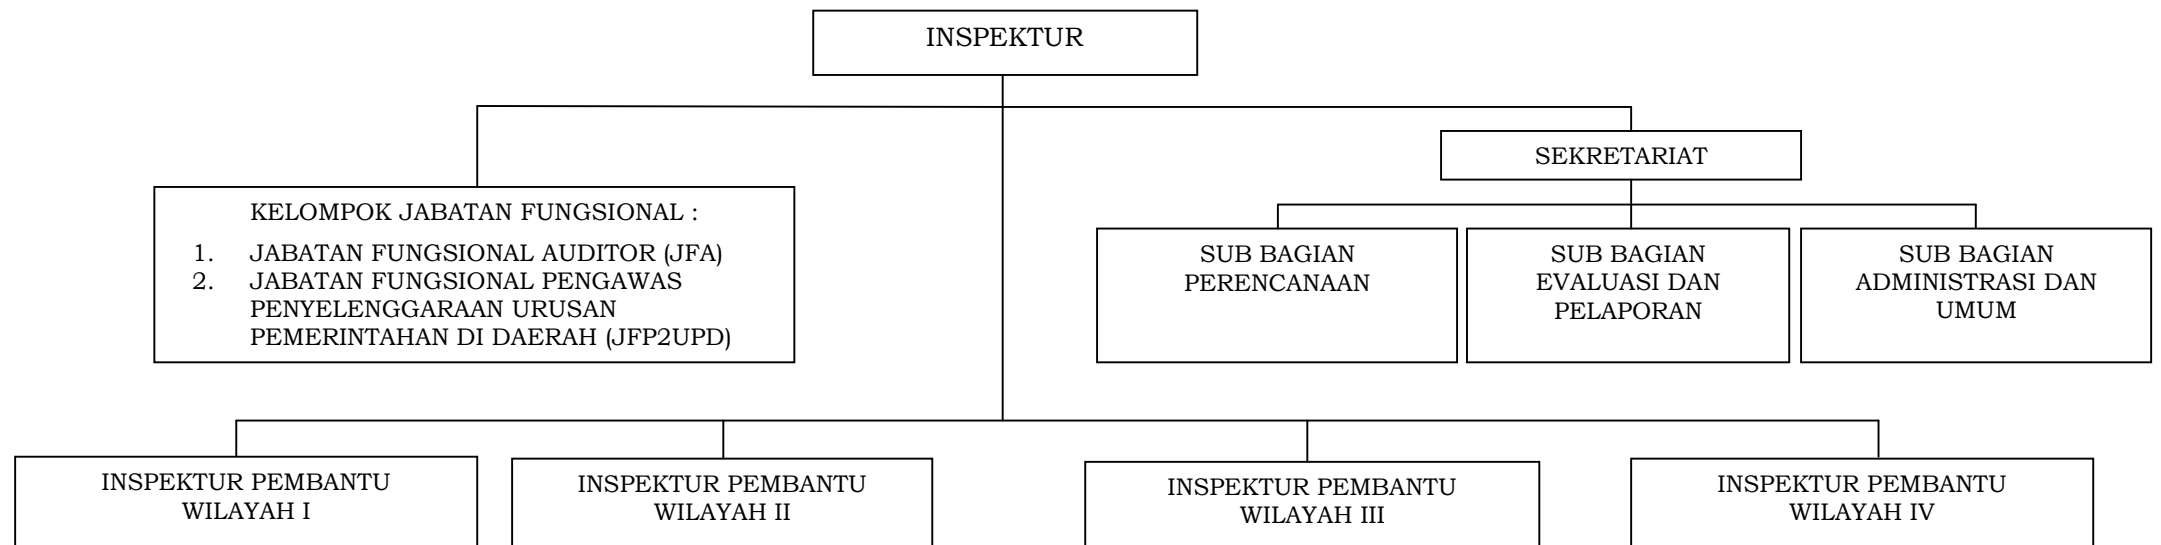 INSPEKTUR
SEKRETARIAT
KELOMPOK JABATAN FUNGSIONAL :
1. JABATAN FUNGSIONAL AUDITOR (JFA)
2. JABATAN FUNGSIONAL PENGAWAS
PENYELENGGARAAN URUSAN
PEMERINTAHAN DI DAERAH (JFP2UPD)
SUB BAGIAN
PERENCANAAN
SUB BAGIAN
EVALUASI DAN
PELAPORAN
SUB BAGIAN
ADMINISTRASI DAN
UMUM
INSPEKTUR PEMBANTU
WILAYAH I
INSPEKTUR PEMBANTU
WILAYAH II
INSPEKTUR PEMBANTU
WILAYAH III
INSPEKTUR PEMBANTU
WILAYAH IV